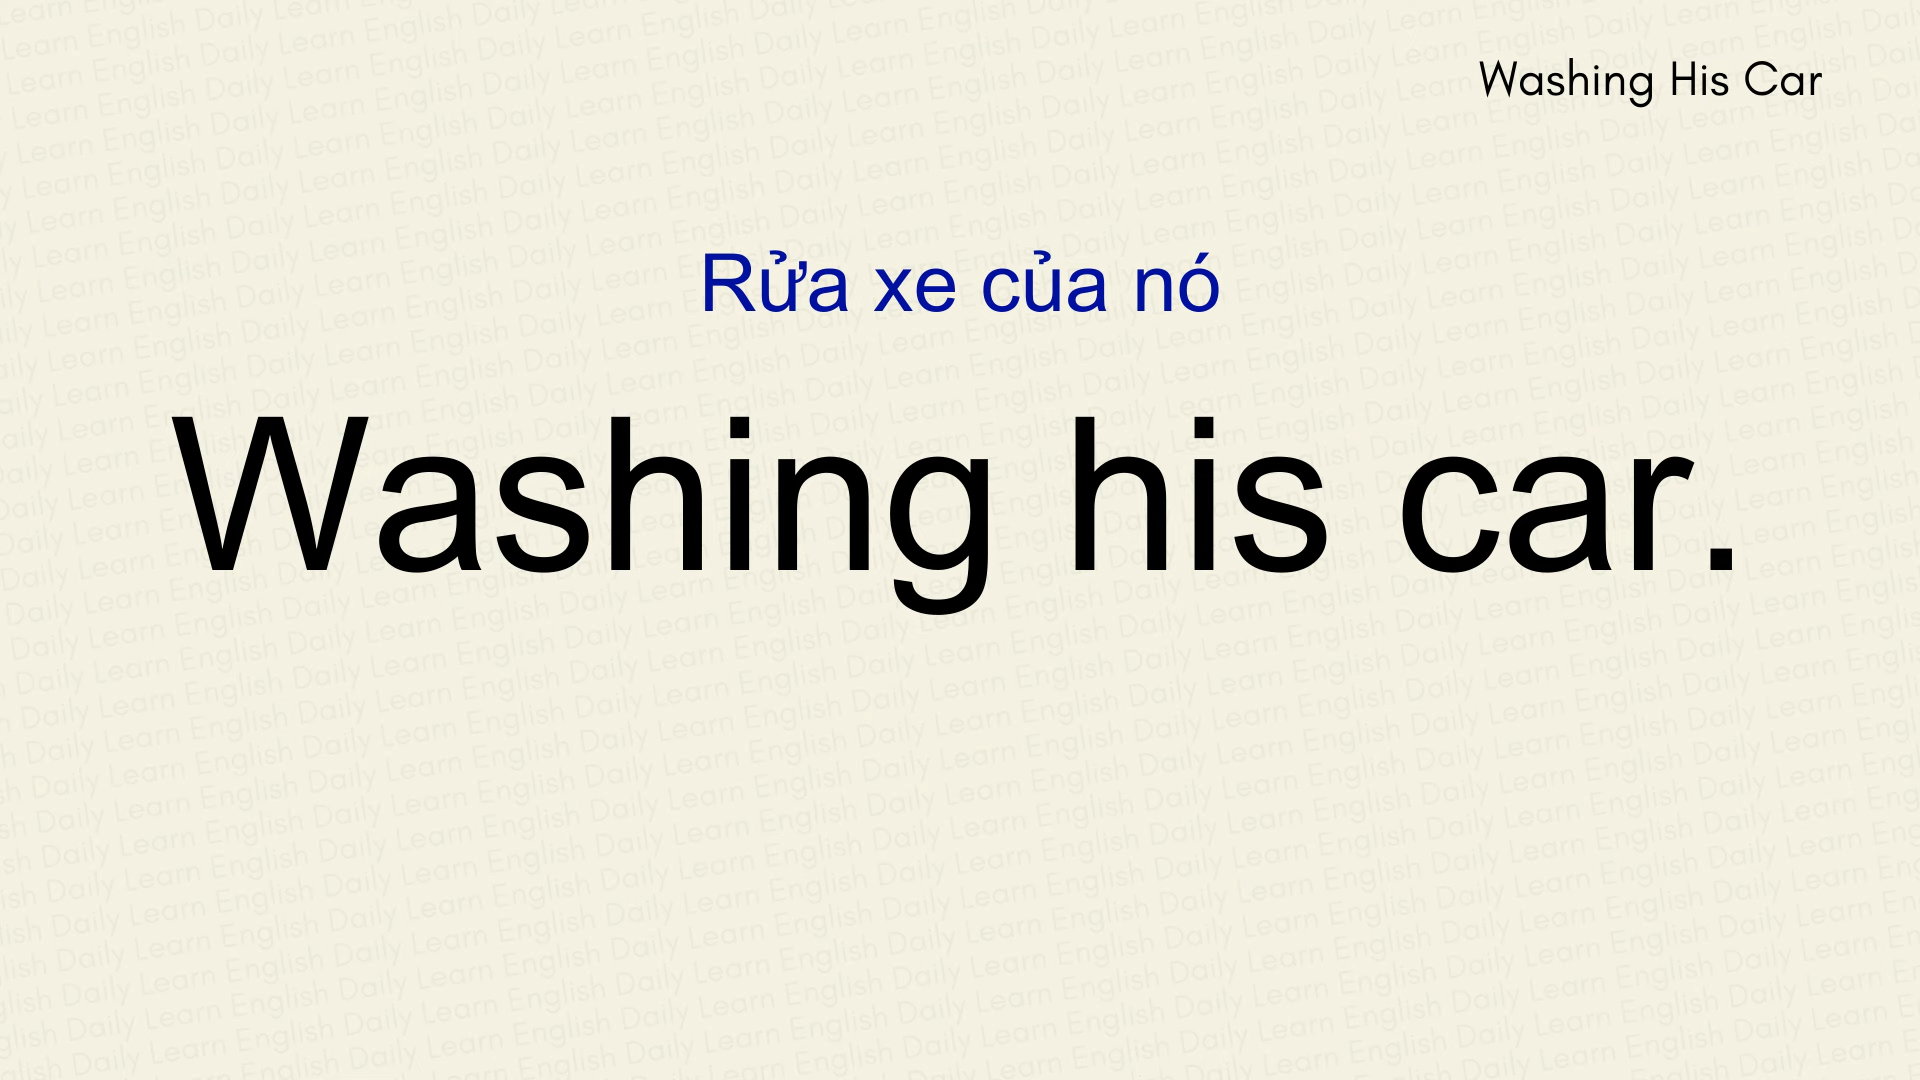 Washing His Car
Rửa xe của nó
Washing his car.